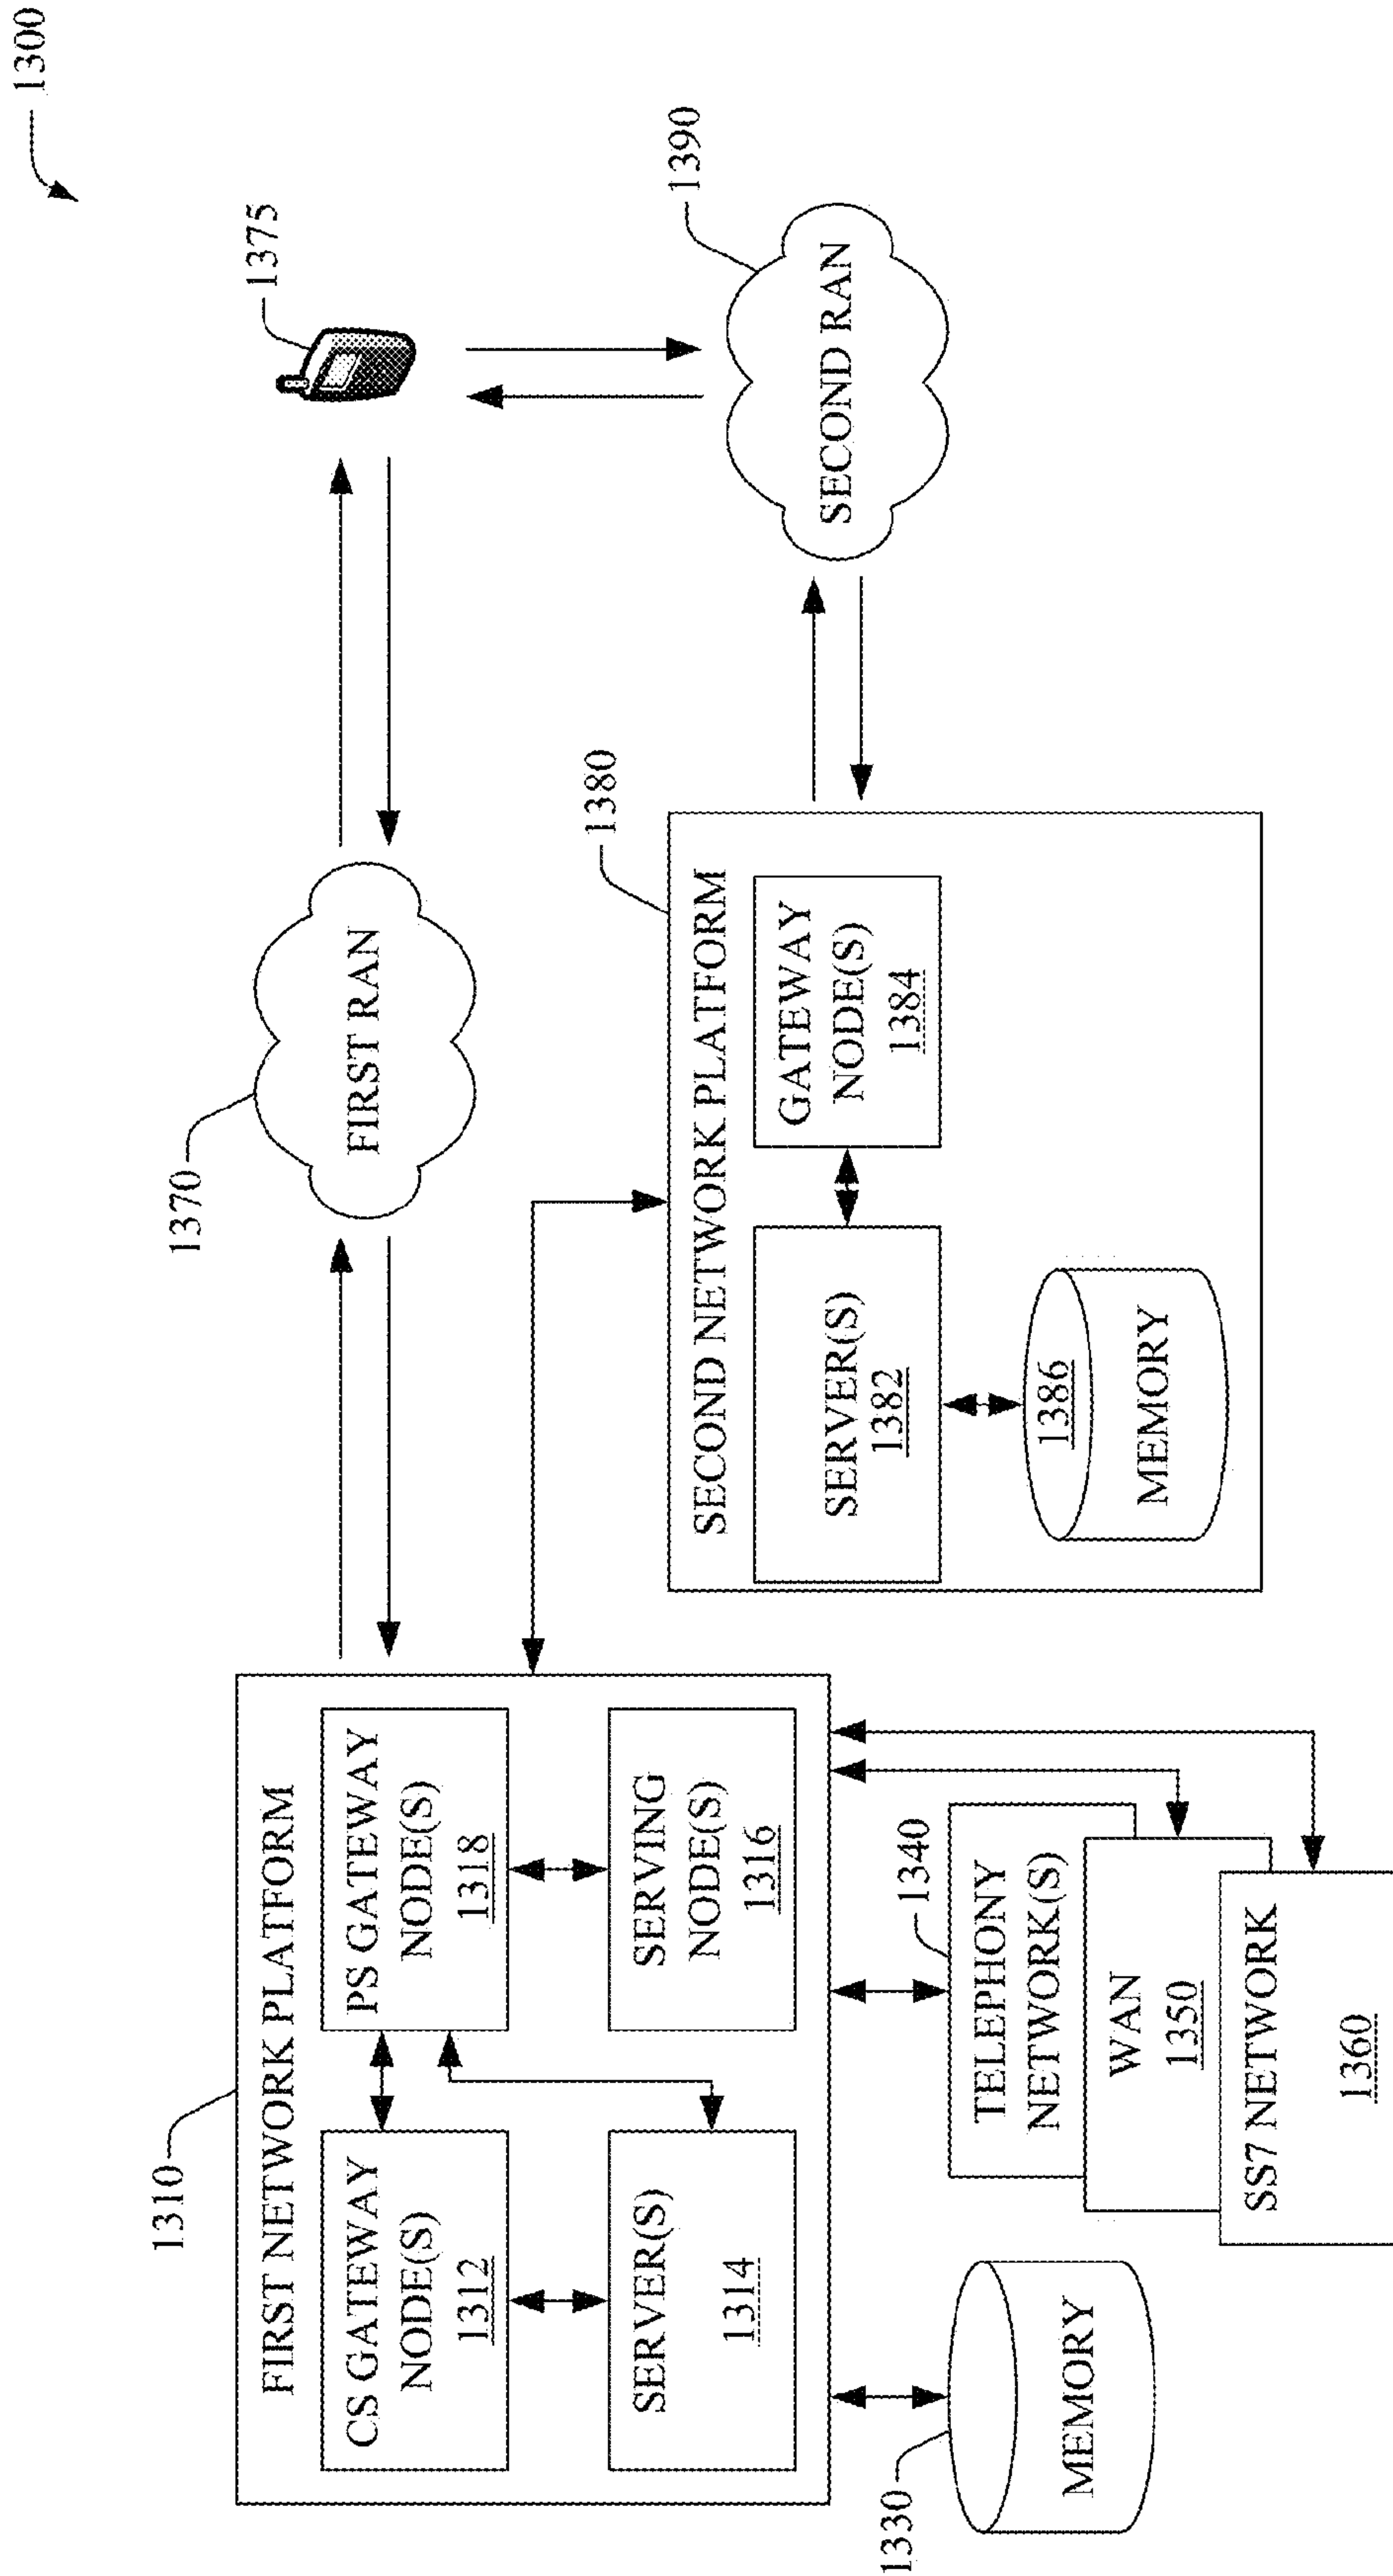 1300
1310
FIRST NETWORK PLATFORM
CS GATEWAY
NODE(S)
1312
PS GATEWAY
NODE(S)
1318
SERVER(S)
1314
SERVING
NODE(S)
1316
1330
MEMORY
1340
TELEPHONY
NETWORK(S)
WAN
1350
SS7 NETWORK
1360
1370
FIRST RAN
1375
1380
SECOND NETWORK PLATFORM
SERVER(S)
1382
GATEWAY
NODE(S)
1384
1386
MEMORY
1390
SECOND RAN